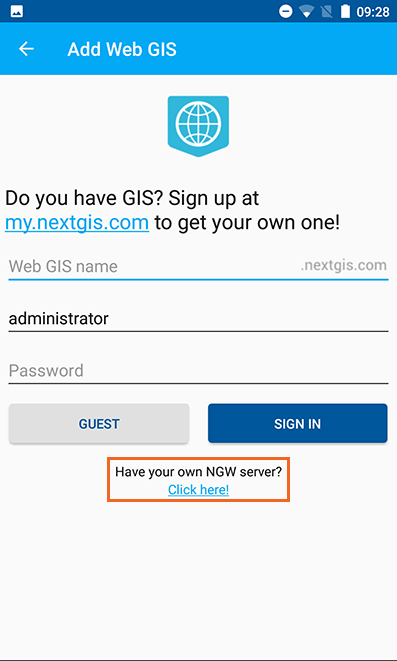 09:28
Add Web GIS
Do you have GIS? Sign up at
my.nextgis.com to get your own one!
Web GIS name .nextgis.com
administrator
Password
GUEST SIGN IN
Have your own NGW server?
Click here!